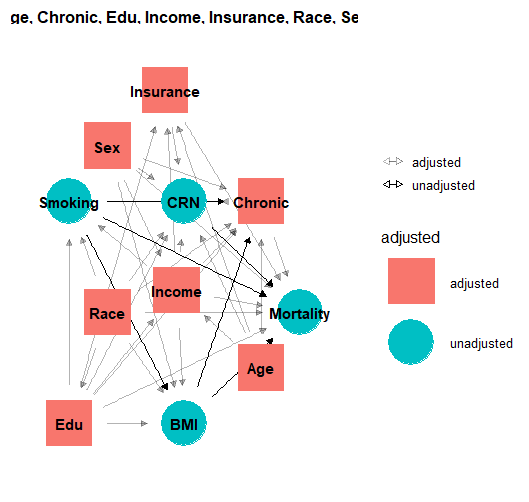 ge, Chronic, Edu, Income, Insurance, Race, Se
Insurance
Sex
Smoking
CRN
Chronic
Income
Race
Mortality
Age
Edu
BMI
adjusted
unadjusted
adjusted
adjusted
unadjusted